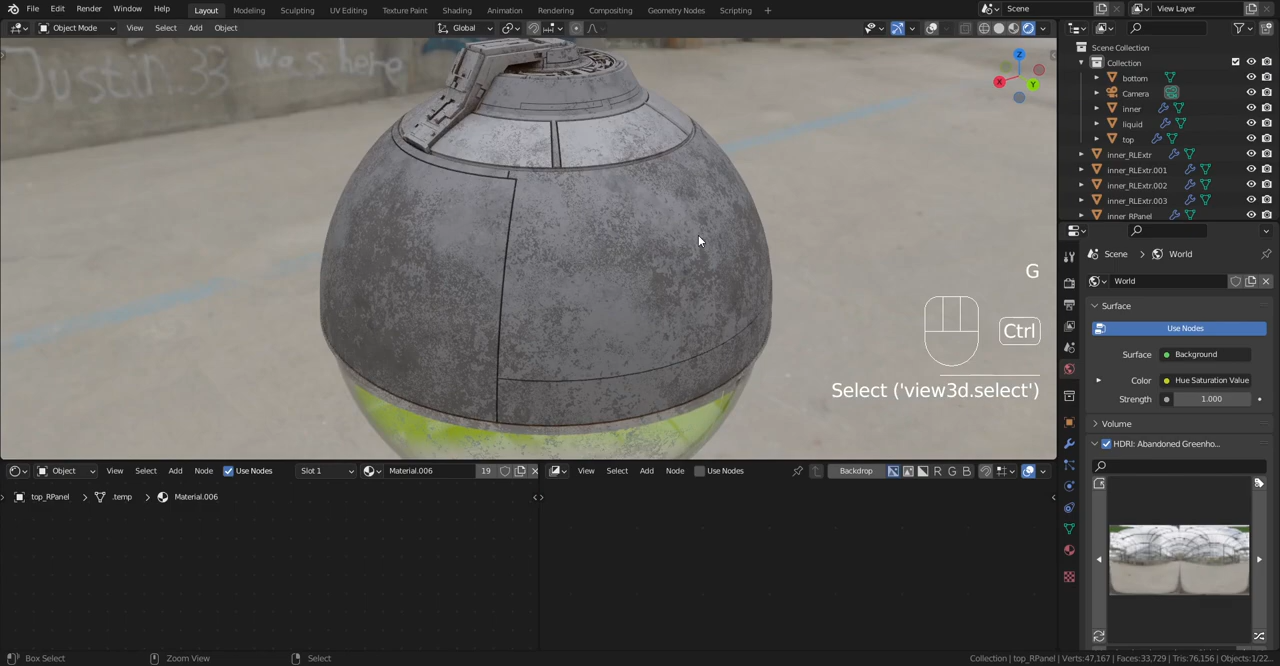 File Edit Render Window Help Layout Modeling Sculpting UV Editing Texture Paint Shading Animation Rendering Compositing Geometry Nodes Scripting + Scene View Layer
Object Mode View Select Add Object Global
Justin.33 was here
Z
X
Y
G
Ctrl
Select ('view3d.select')
Scene Collection
Collection
bottom
Camera
inner
liquid
top
inner_RLExtr
inner_RLExtr.001
inner_RLExtr.002
inner_RLExtr.003
inner RPanel
Scene World
World
Surface
Use Nodes
Surface Background
Color Hue Saturation Value
Strength 1.000
Volume
HDRI: Abandoned Greenho...
Object View Select Add Node Use Nodes Slot 1 Material.006 19
View Select Add Node Use Nodes Backdrop R G B
top_RPanel .temp Material.006
Box Select Zoom View Select
Collection | top_RPanel | Verts:47,167 | Faces:33,729 | Tris:76,156 | Objects:1/22...